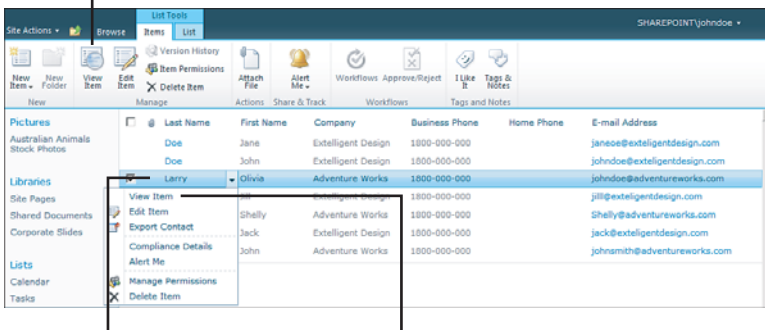 List Tools
Site Actions Browse Items List SHAREPOINT\johndoe
Version History
Item Permissions
Delete Item
New Item New Folder View Item Edit Item Attach File Alert Me Workflows Approve/Reject I Like It Tags & Notes
New Manage Actions Share & Track Workflows Tags and Notes
Pictures Last Name First Name Company Business Phone Home Phone E-mail Address
Australian Animals Stock Photos
Doe Jane Extelligent Design 1800-000-000 janeoe@exteligentdesign.com
Doe John Extelligent Design 1800-000-000 johndoe@exteligentdesign.com
Libraries
Larry Olivia Adventure Works 1800-000-000 johndoe@adventureworks.com
Site Pages View Item Jill Extelligent Design 1800-000-000 jilll@exteligentdesign.com
Shared Documents Edit Item Shelly Adventure Works 1800-000-000 Shelly@adventureworks.com
Corporate Slides Export Contact Jack Extelligent Design 1800-000-000 jack@exteligentdesign.com
Compliance Details John Adventure Works 1800-000-000 johnsmith@adventureworks.com
Lists Alert Me
Calendar Manage Permissions
Tasks Delete Item